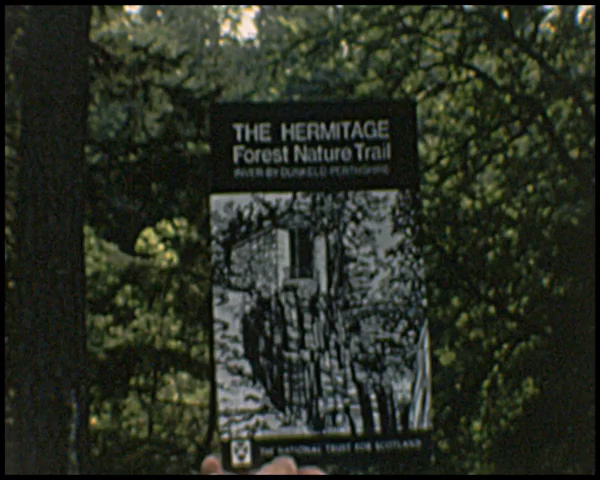 THE HERMITAGE
Forest Nature Trail
INVER BY DUNKELD PERTHSHIRE
THE NATIONAL TRUST FOR SCOTLAND